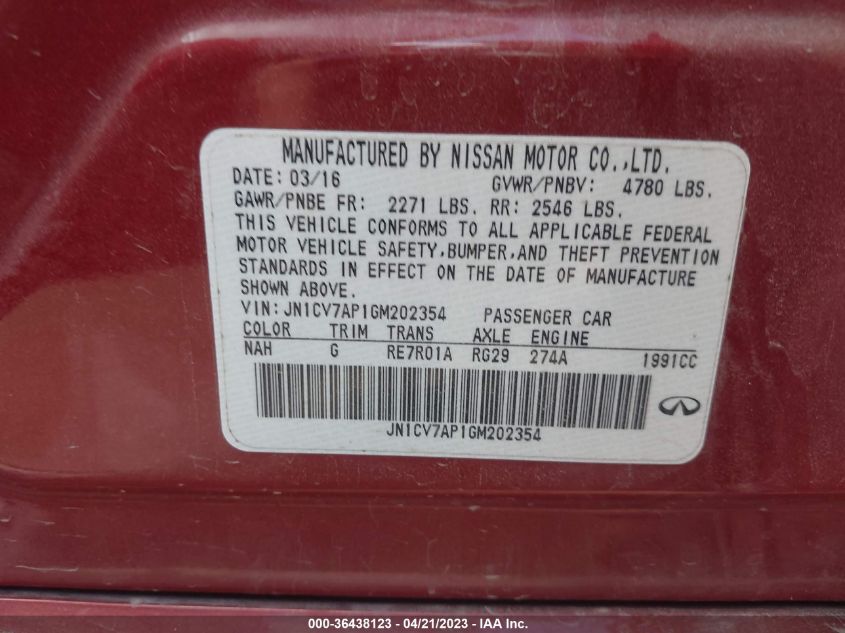 MANUFACTURED BY NISSAN MOTOR CO.,LTD.
DATE: 03/16 GVWR/PNBV: 4780 LBS.
GAWR/PNBE FR: 2271 LBS. RR: 2546 LBS.
THIS VEHICLE CONFORMS TO ALL APPLICABLE FEDERAL
MOTOR VEHICLE SAFETY,BUMPER,AND THEFT PREVENTION
STANDARDS IN EFFECT ON THE DATE OF MANUFACTURE
SHOWN ABOVE.
VIN: JN1CV7AP1GM202354 PASSENGER CAR
COLOR TRIM TRANS AXLE ENGINE
NAH G RE7R01A RG29 274A 1991CC
JN1CV7AP1GM202354
000-36438123 - 04/21/2023 - IAA Inc.